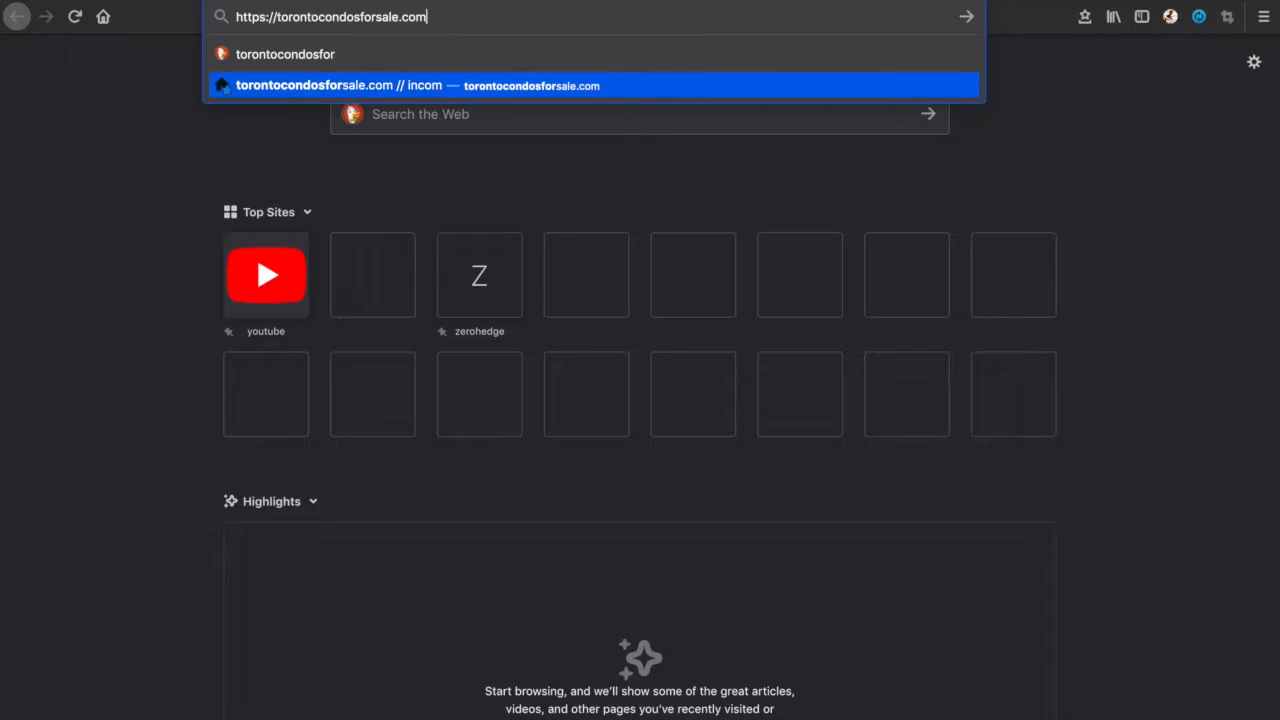 https://torontocondosforsale.com
torontocondosfor
torontocondosforsale.com // incom — torontocondosforsale.com
Search the Web
Top Sites
Z
youtube
zerohedge
Highlights
Start browsing, and we'll show some of the great articles,
videos, and other pages you've recently visited or